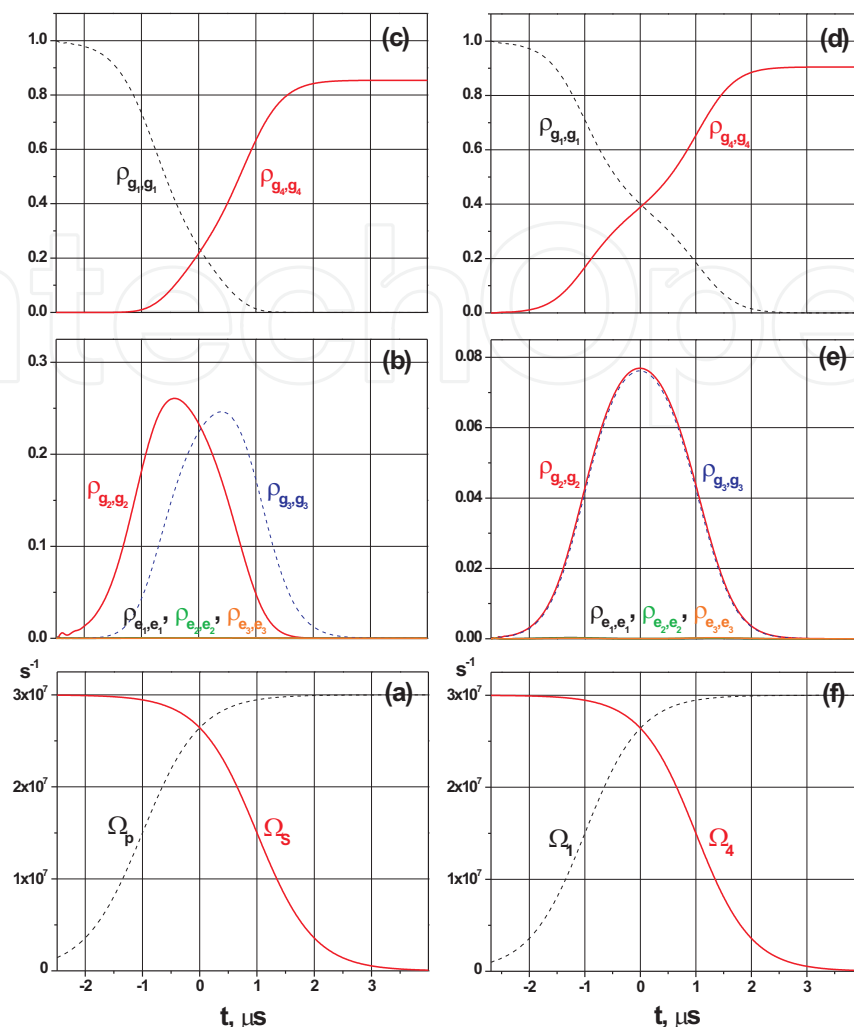 (c)
1.0
0.8
0.6
0.4
0.2
0.0
ρg₁,g₁
ρg₄,g₄
(d)
1.0
0.8
0.6
0.4
0.2
0.0
ρg₁,g₁
ρg₄,g₄
(b)
0.3
0.2
0.1
0.0
ρg₂,g₂
ρg₃,g₃
ρe₁,e₁, ρe₂,e₂, ρe₃,e₃
(e)
0.08
0.06
0.04
0.02
0.00
ρg₂,g₂
ρg₃,g₃
ρe₁,e₁, ρe₂,e₂, ρe₃,e₃
s⁻¹
(a)
3x10⁷
2x10⁷
1x10⁷
0
Ωp
ΩS
-2 -1 0 1 2 3
t, μs
(f)
3x10⁷
2x10⁷
1x10⁷
0
Ω₁
Ω₄
-2 -1 0 1 2 3
t, μs
ntechOpe